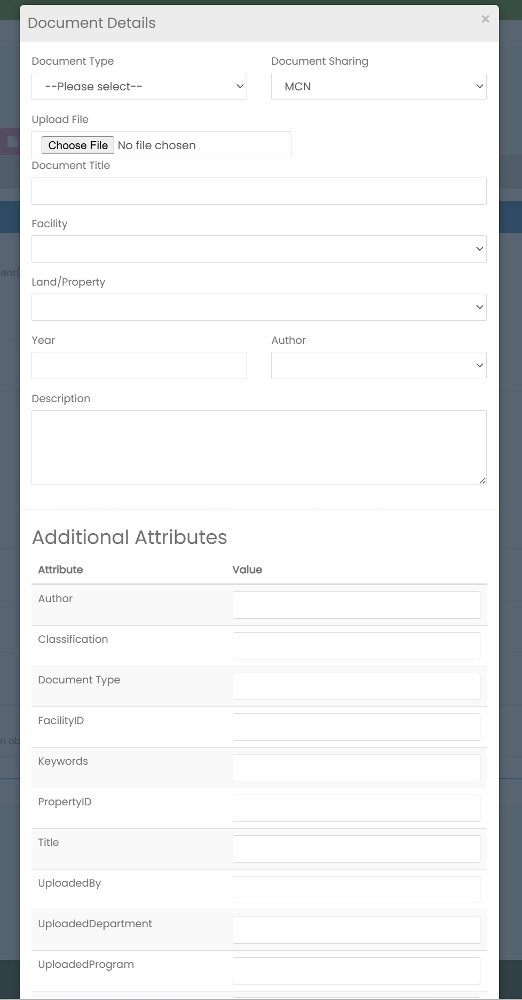 Document Details
×
Document Type
Document Sharing
--Please select--
MCN
Upload File
Choose File No file chosen
Document Title
Facility
Land/Property
Year
Author
Description
Additional Attributes
Attribute
Value
Author
Classification
Document Type
FacilityID
Keywords
PropertyID
Title
UploadedBy
UploadedDepartment
UploadedProgram